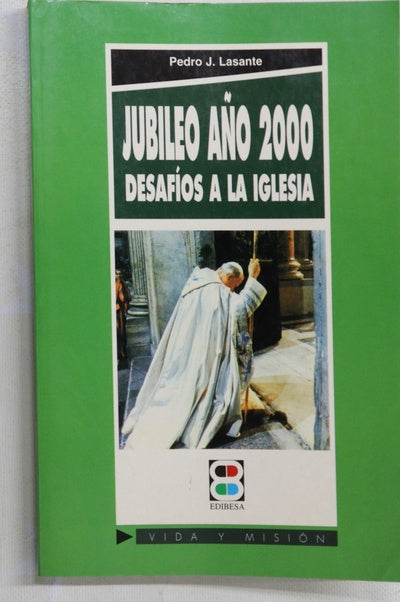 Pedro J. Lasante
JUBILEO AÑO 2000
DESAFÍOS A LA IGLESIA
EDIBESA
VIDA Y MISIÓN